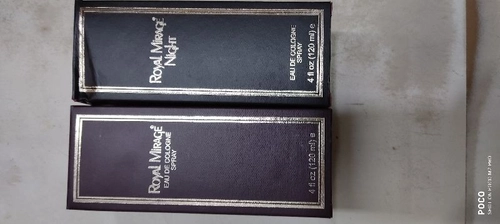 ROYAL MIRAGE®
NIGHT
EAU DE COLOGNE
SPRAY
4 fl oz (120 ml) e
ROYAL MIRAGE®
EAU DE COLOGNE
SPRAY
4 fl oz (120 ml) e
POCO